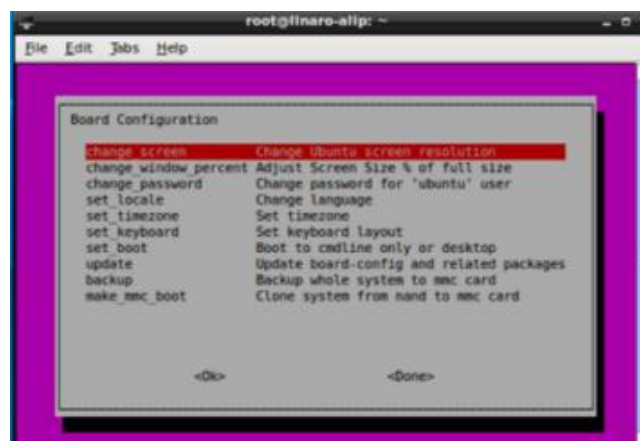 root@linaro-alip: ~
File Edit Tabs Help
Board Configuration
change_screen Change Ubuntu screen resolution
change_window_percent Adjust Screen Size % of full size
change_password Change password for 'ubuntu' user
set_locale Change language
set_timezone Set timezone
set_keyboard Set keyboard layout
set_boot Boot to cmdline only or desktop
update Update board-config and related packages
backup Backup whole system to mmc card
make_mmc_boot Clone system from nand to mmc card
<Ok> <Done>